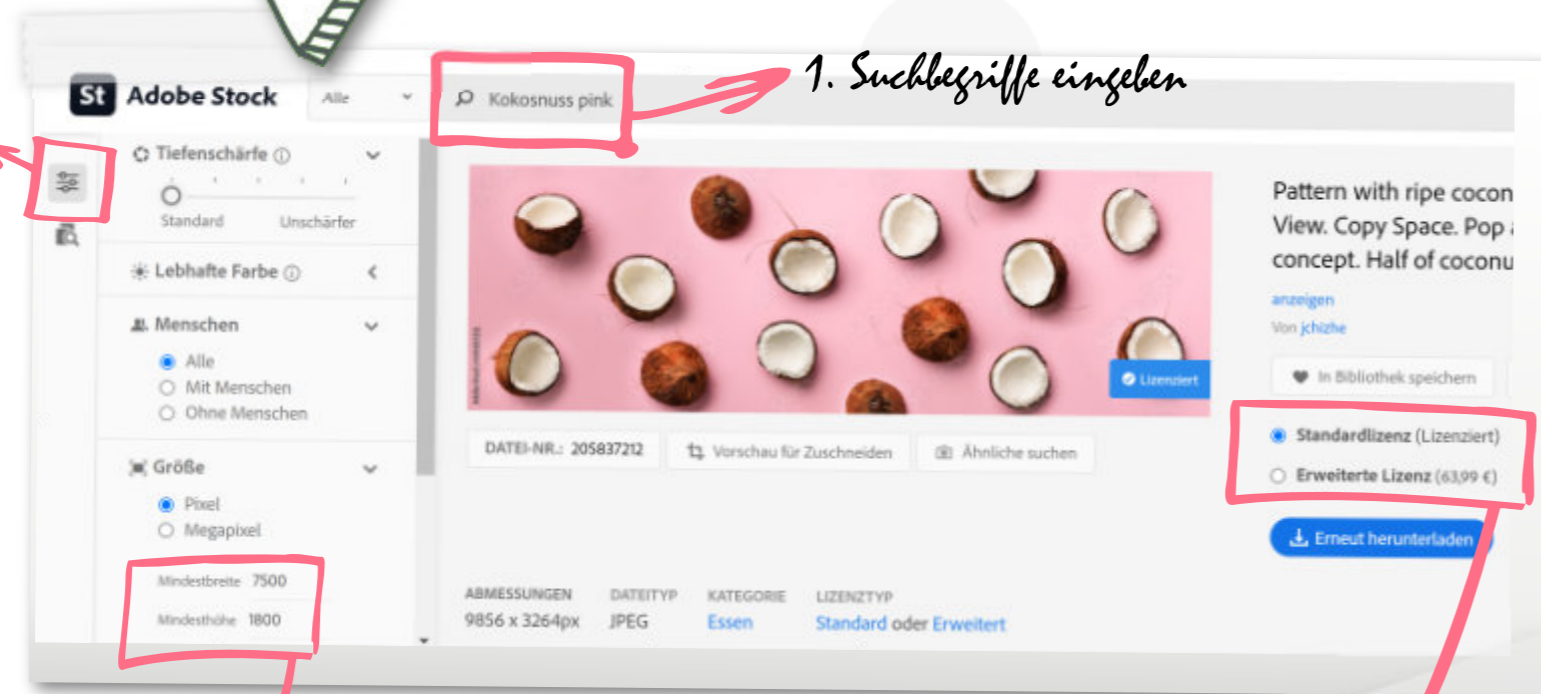 1. Suchbegriffe eingeben
St Adobe Stock Alle Kokosnuss pink
Tiefenschärfe
Standard Unschärfer
Lebhafte Farbe
Menschen
Alle
Mit Menschen
Ohne Menschen
Größe
Pixel
Megapixel
Mindestbreite 7500
Mindesthöhe 1800
Lizenziert
DATEI-NR.: 205837212 Vorschau für Zuschneiden Ähnliche suchen
ABMESSUNGEN DATEITYP KATEGORIE LIZENZTYP
9856 x 3264px JPEG Essen Standard oder Erweitert
Pattern with ripe cocon
View. Copy Space. Pop
concept. Half of coconu
anzeigen
Von jchizhe
In Bibliothek speichern
Standardlizenz (Lizenziert)
Erweiterte Lizenz (63,99 €)
Erneut herunterladen